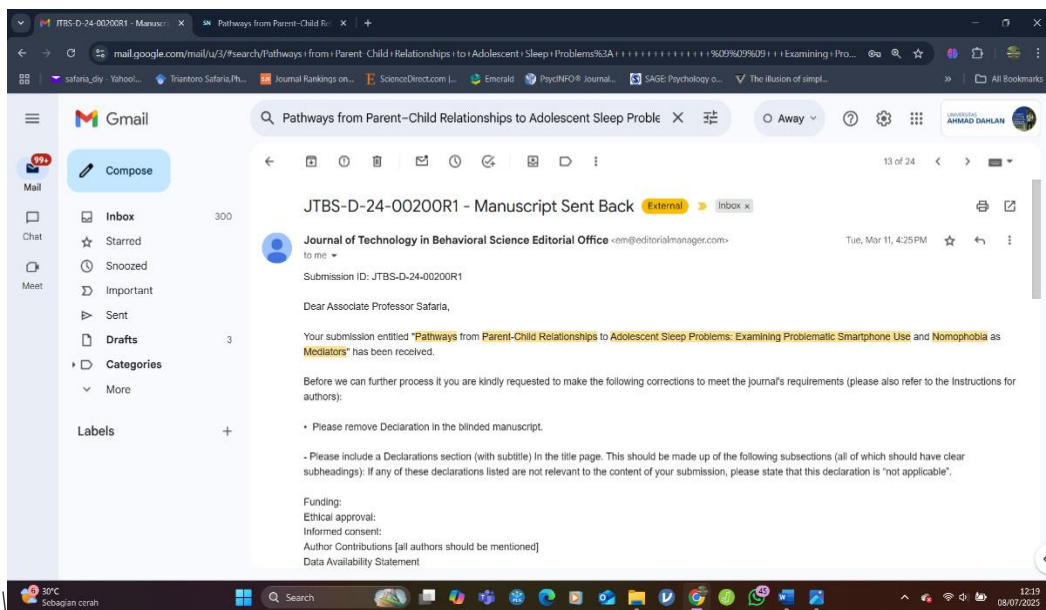 JTBS-D-24-00200R1 - Manuscri
Pathways from Parent-Child Re
mail.google.com/mail/u/3/#search/Pathways+from+Parent-Child+Relationships+to+Adolescent+Sleep+Problems%3A+++++++++++++++%09%09%09+++Examining+Pro...
safaria_diy - Yahoo!...
Triantoro Safaria,Ph...
Journal Rankings on...
ScienceDirect.com |...
Emerald
PsycINFO® Journal...
SAGE: Psychology o...
The illusion of simpl...
»
All Bookmarks
Gmail
Pathways from Parent-Child Relationships to Adolescent Sleep Proble
Away
UNIVERSITAS
AHMAD DAHLAN
99+
Mail
Chat
Meet
Compose
Inbox 300
Starred
Snoozed
Important
Sent
Drafts 3
Categories
More
Labels +
13 of 24
JTBS-D-24-00200R1 - Manuscript Sent Back External Inbox x
Journal of Technology in Behavioral Science Editorial Office <em@editorialmanager.com> Tue, Mar 11, 4:25 PM
to me
Submission ID: JTBS-D-24-00200R1
Dear Associate Professor Safaria,
Your submission entitled "Pathways from Parent-Child Relationships to Adolescent Sleep Problems: Examining Problematic Smartphone Use and Nomophobia as
Mediators" has been received.
Before we can further process it you are kindly requested to make the following corrections to meet the journal's requirements (please also refer to the Instructions for
authors):
• Please remove Declaration in the blinded manuscript.
- Please include a Declarations section (with subtitle) In the title page. This should be made up of the following subsections (all of which should have clear
subheadings): If any of these declarations listed are not relevant to the content of your submission, please state that this declaration is "not applicable".
Funding:
Ethical approval:
Informed consent:
Author Contributions [all authors should be mentioned]
Data Availability Statement
30°C
Sebagian cerah
Search
12:19
08/07/2025